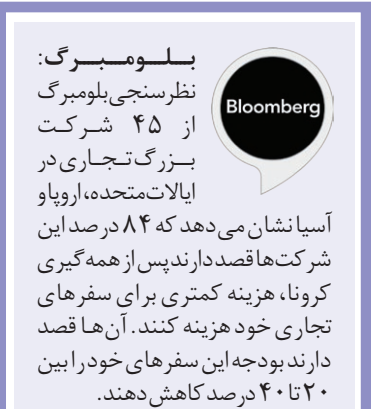 بلومبرگ:
Bloomberg
نظرسنجی بلومبرگ
از ۴۵ شرکت
بزرگ تجاری در
ایالات‌متحده، اروپا و
آسیا نشان می‌دهد که ۸۴ درصد این
شرکت‌ها قصد دارند پس از همه‌گیری
کرونا، هزینه کمتری برای سفرهای
تجاری خود هزینه کنند. آن‌ها قصد
دارند بودجه این سفرهای خود را بین
۲۰ تا ۴۰ درصد کاهش دهند.